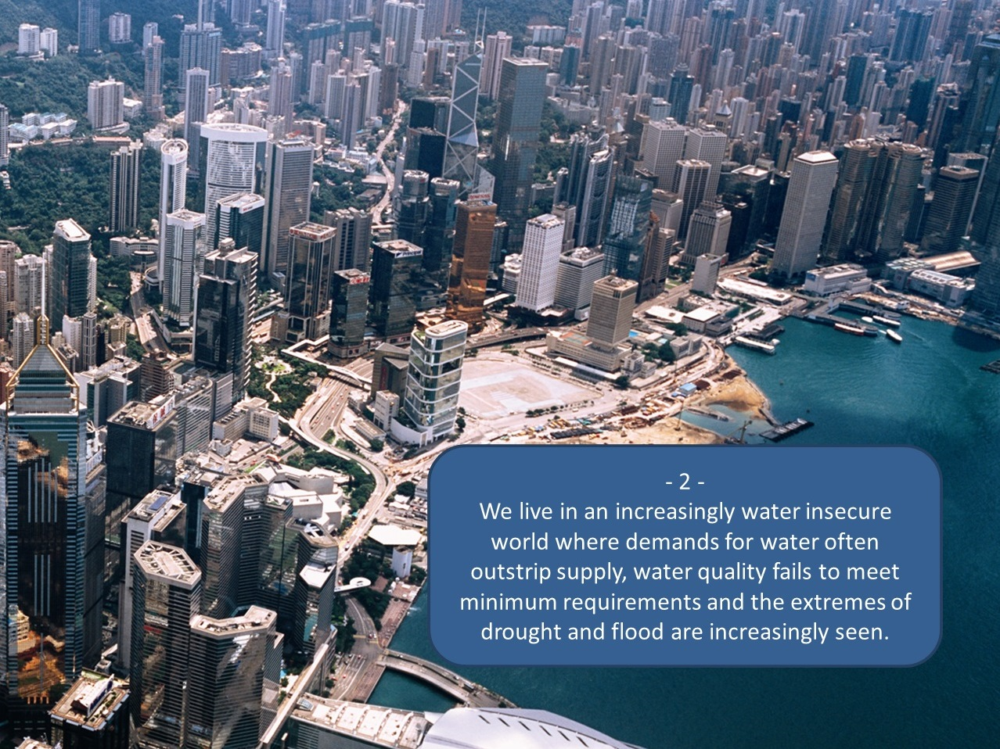 - 2 -
We live in an increasingly water insecure
world where demands for water often
outstrip supply, water quality fails to meet
minimum requirements and the extremes of
drought and flood are increasingly seen.